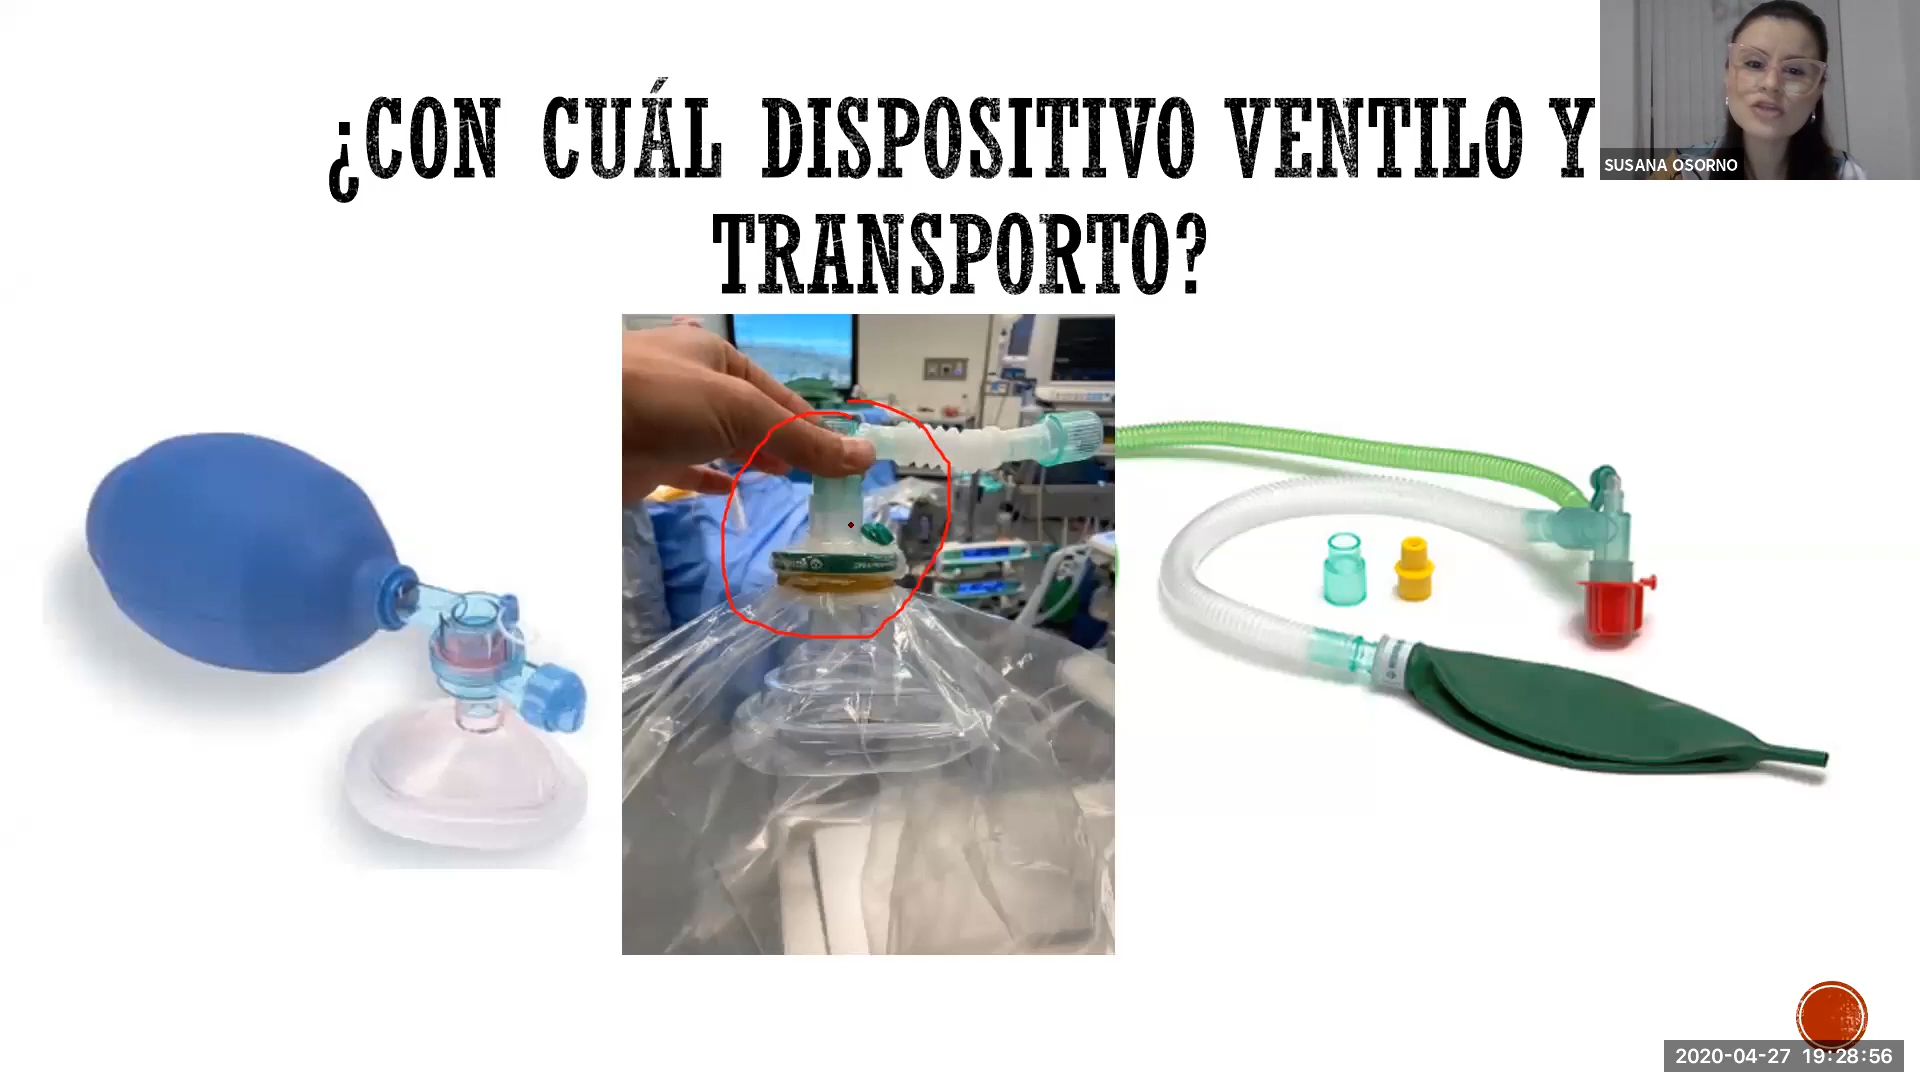 ¿CON CUÁL DISPOSITIVO VENTILO Y
TRANSPORTO?
SUSANA OSORNO
2020-04-27 19:28:56